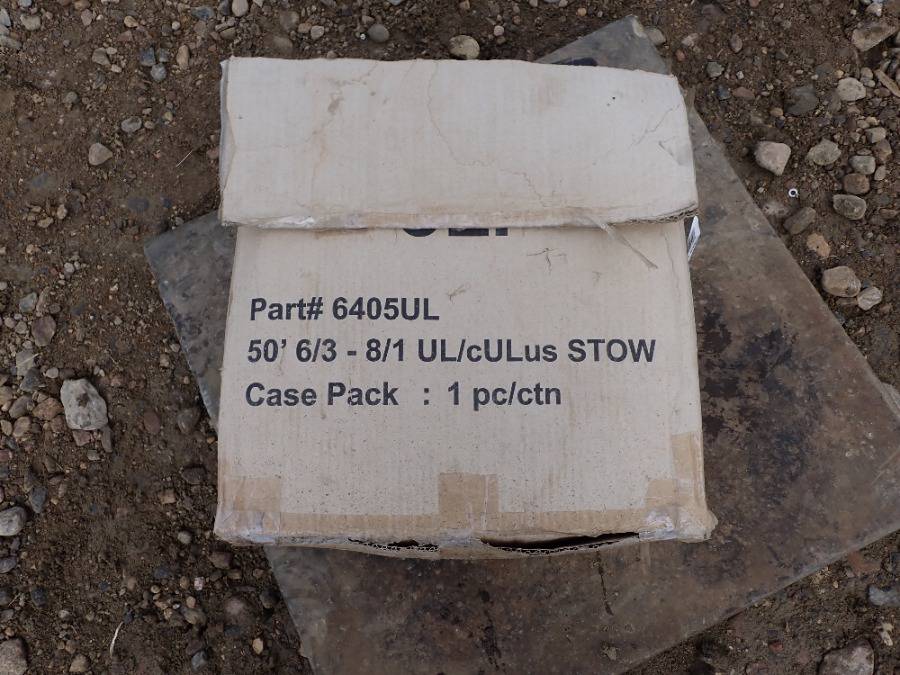 Part# 6405UL
50' 6/3 - 8/1 UL/cULus STOW
Case Pack : 1 pc/ctn